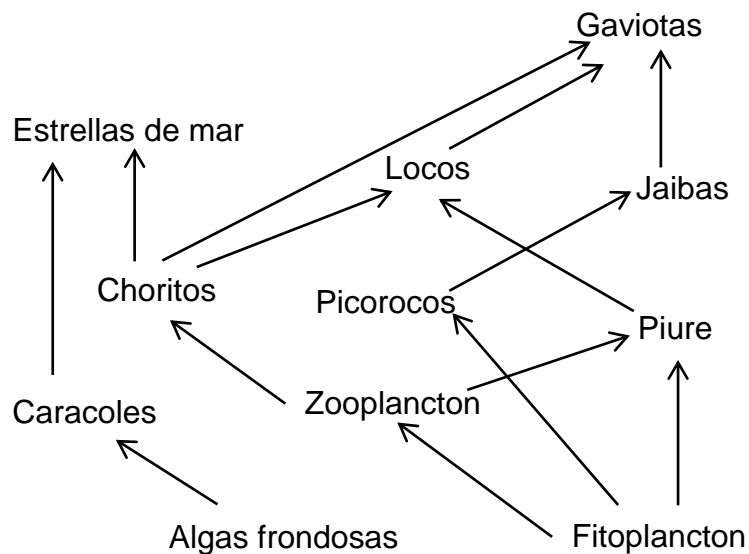 Gaviotas
Estrellas de mar
Locos
Jaibas
Choritos
Picorocos
Piure
Caracoles
Zooplancton
Algas frondosas
Fitoplancton